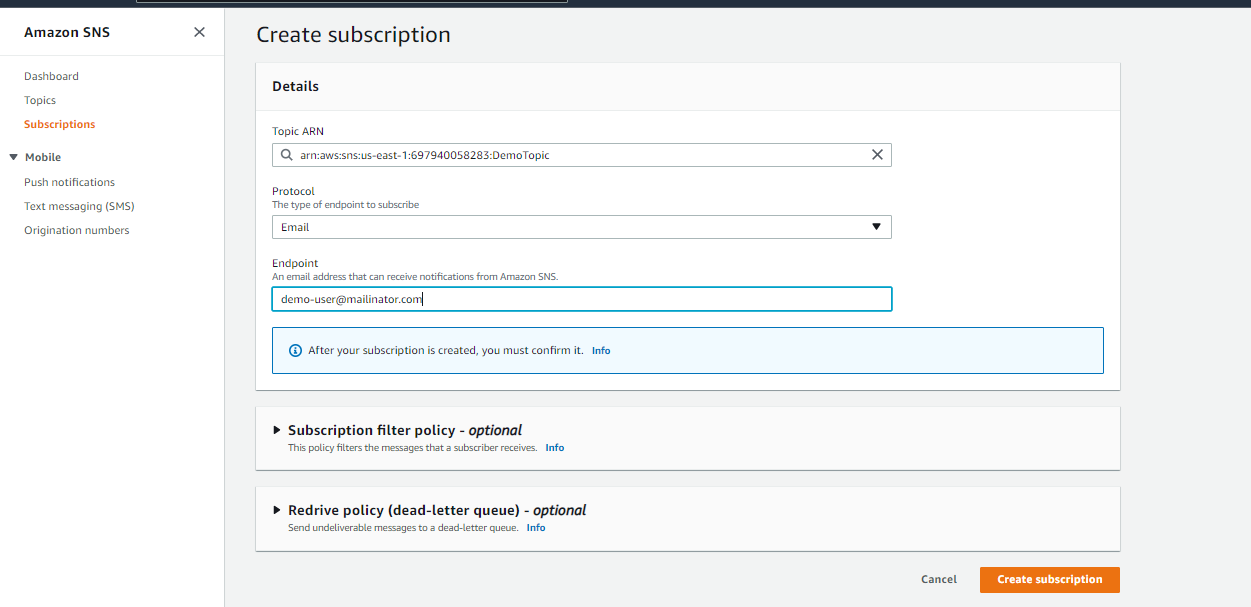 Amazon SNS
Create subscription
Dashboard
Topics
Subscriptions
Mobile
Push notifications
Text messaging (SMS)
Origination numbers
Details
Topic ARN
arn:aws:sns:us-east-1:697940058283:DemoTopic
Protocol
The type of endpoint to subscribe
Email
Endpoint
An email address that can receive notifications from Amazon SNS.
demo-user@mailinator.com
After your subscription is created, you must confirm it. Info
Subscription filter policy - optional
This policy filters the messages that a subscriber receives. Info
Redrive policy (dead-letter queue) - optional
Send undeliverable messages to a dead-letter queue. Info
Cancel
Create subscription